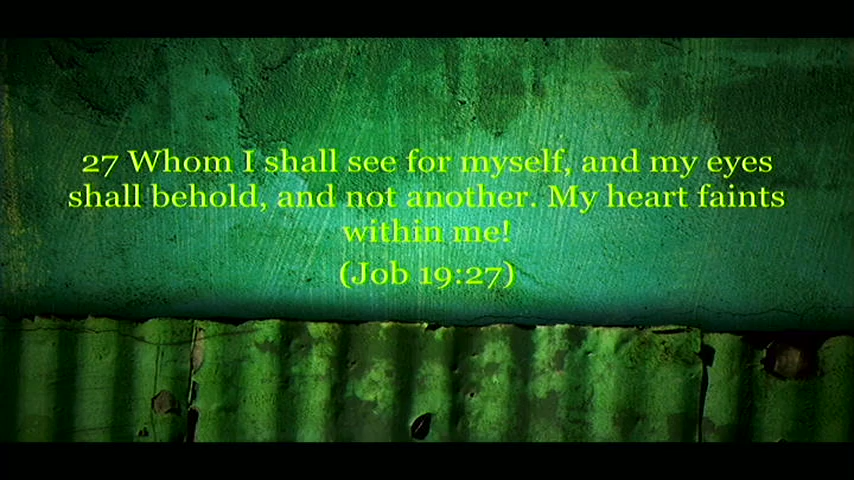 27 Whom I shall see for myself, and my eyes
shall behold, and not another. My heart faints
within me!
(Job 19:27)